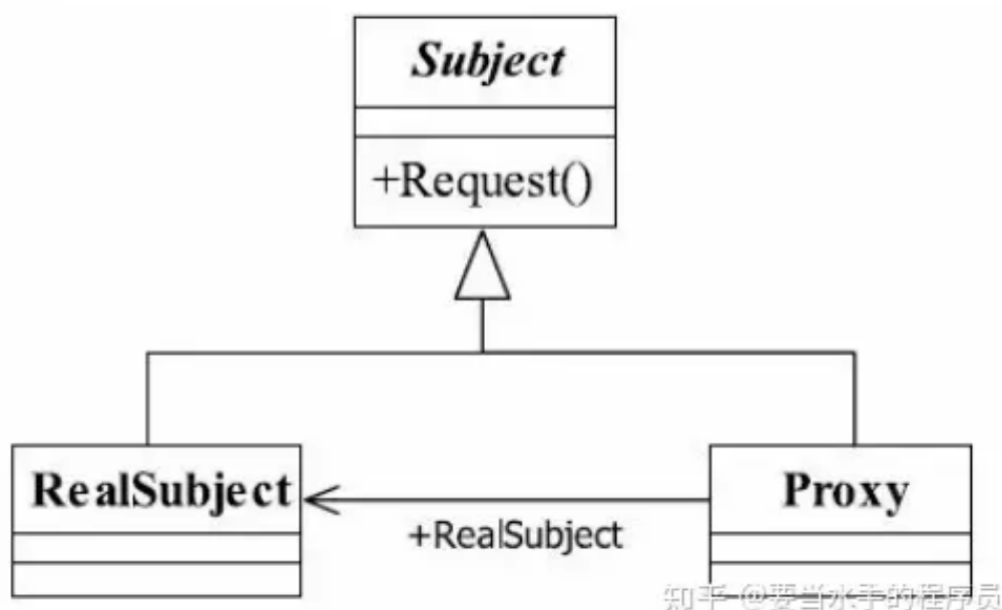 Subject
+Request()
RealSubject
Proxy
+RealSubject
知乎 @要当水手的程序员